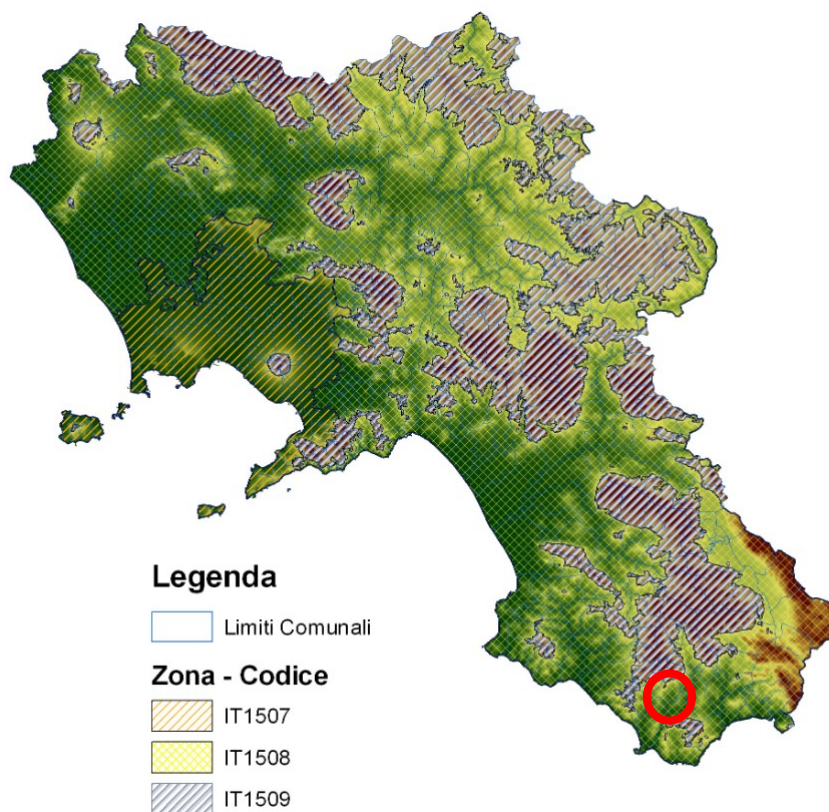 Legenda
Limiti Comunali
Zona - Codice
IT1507
IT1508
IT1509